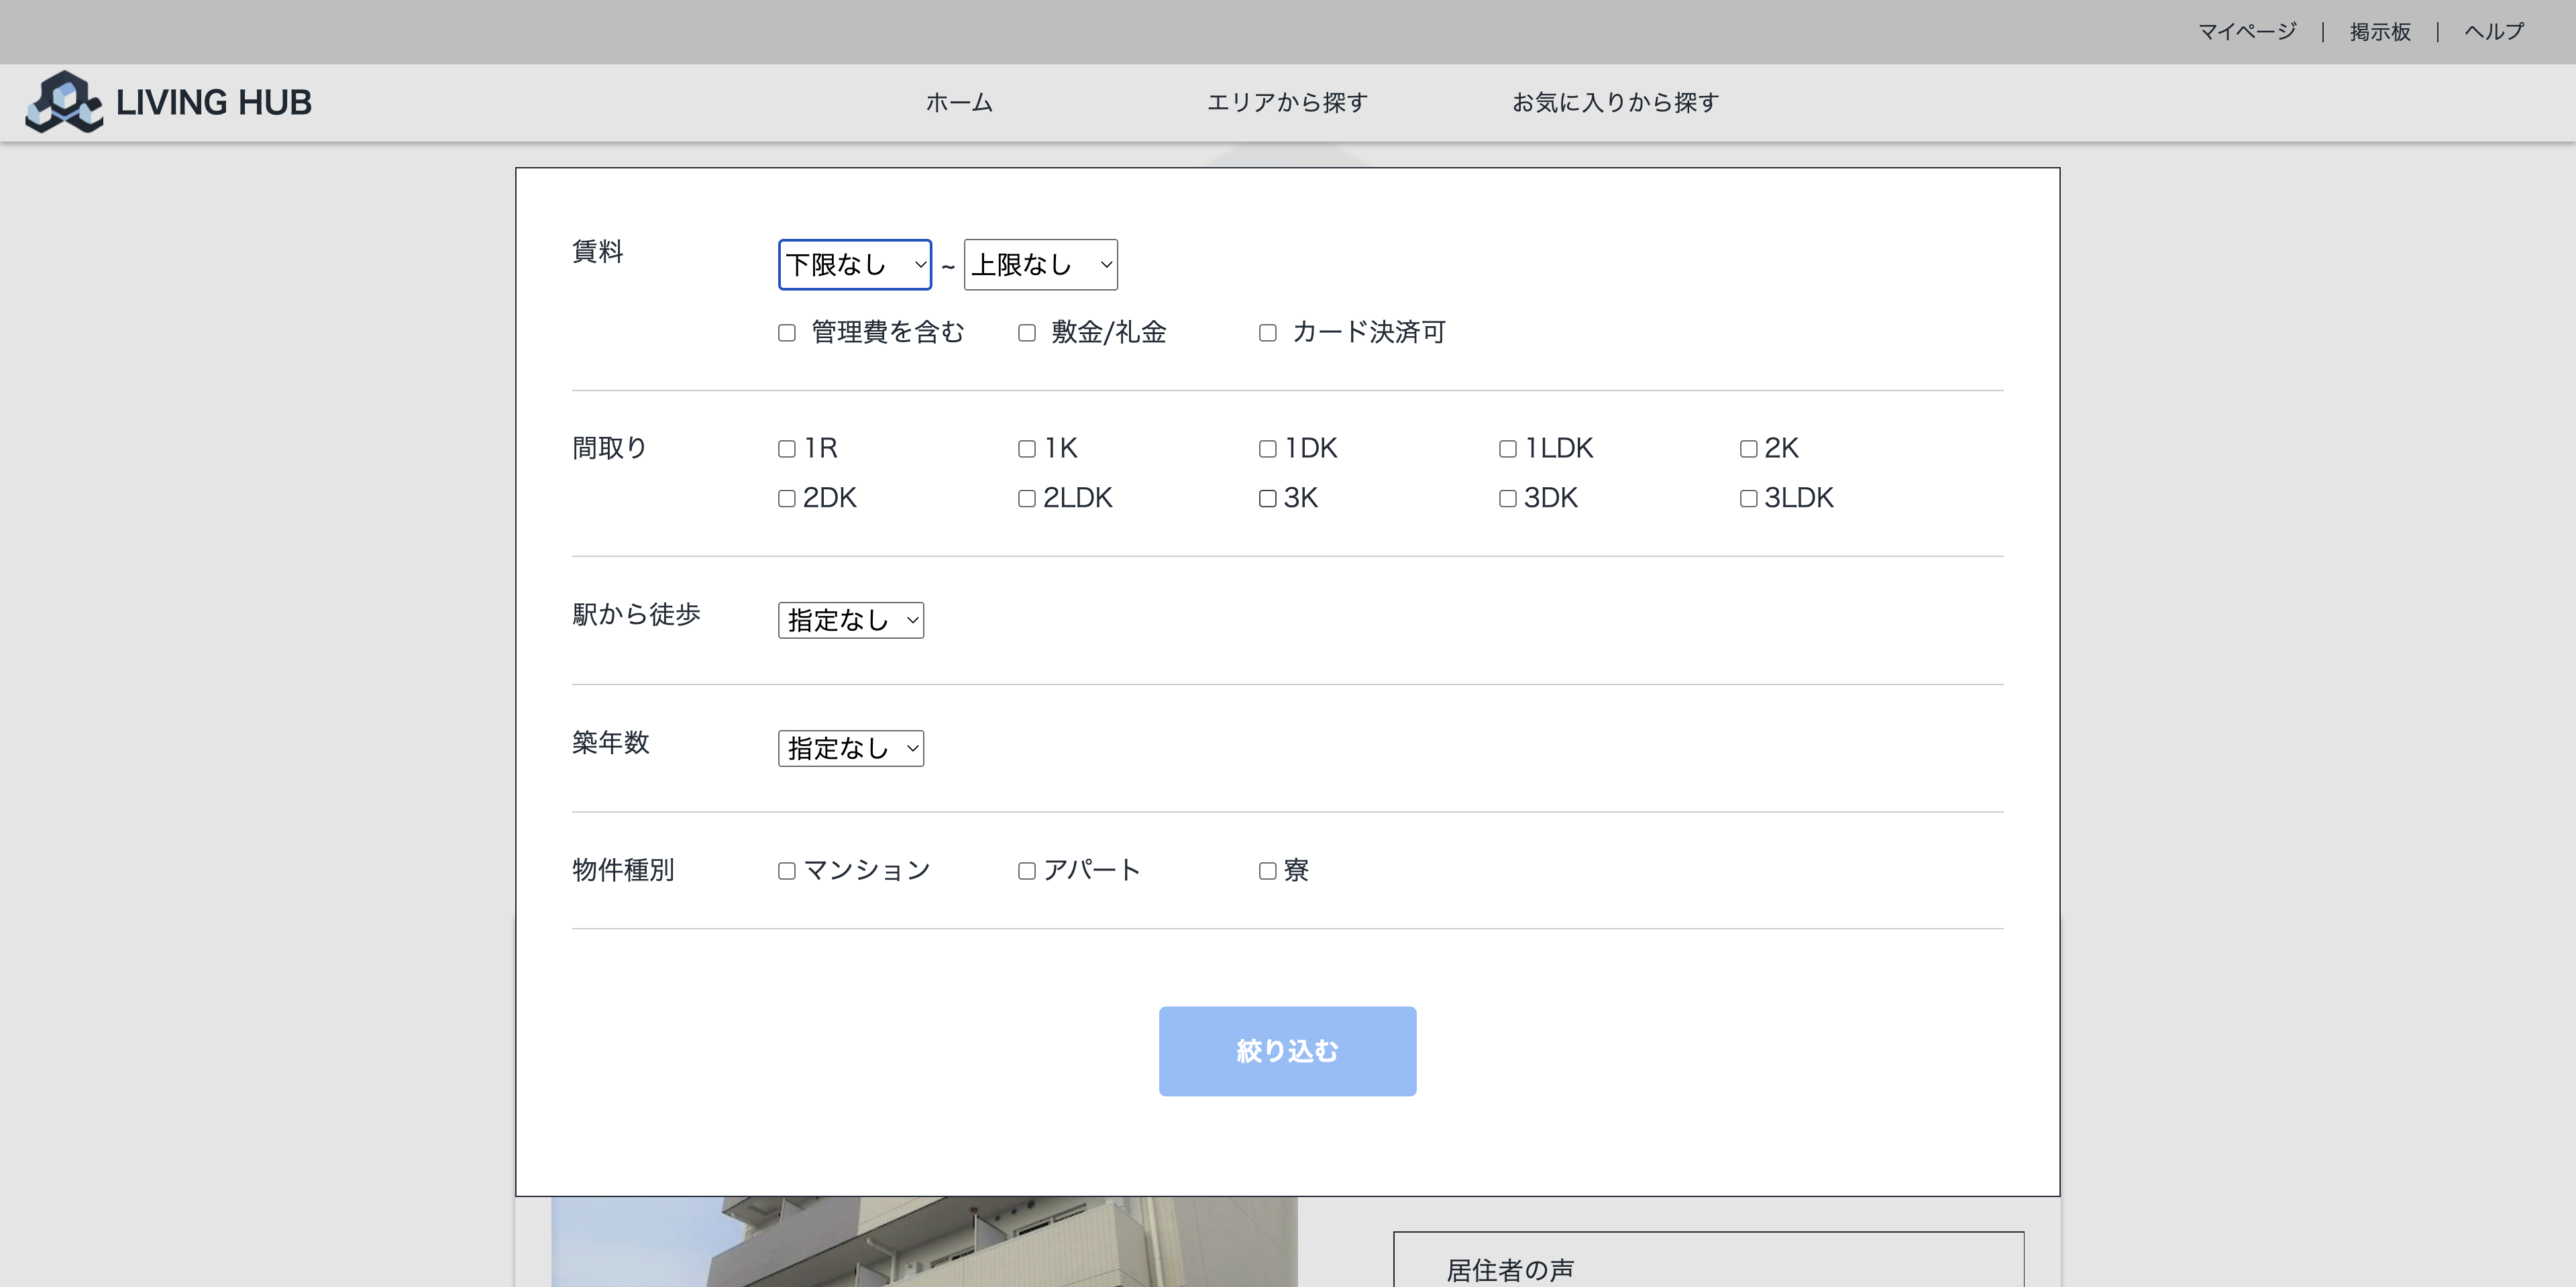 マイページ | 掲示板 | ヘルプ
LIVING HUB ホーム エリアから探す お気に入りから探す
賃料 下限なし ~ 上限なし
管理費を含む 敷金/礼金 カード決済可
間取り 1R 1K 1DK 1LDK 2K
2DK 2LDK 3K 3DK 3LDK
駅から徒歩 指定なし
築年数 指定なし
物件種別 マンション アパート 寮
絞り込む
居住者の声